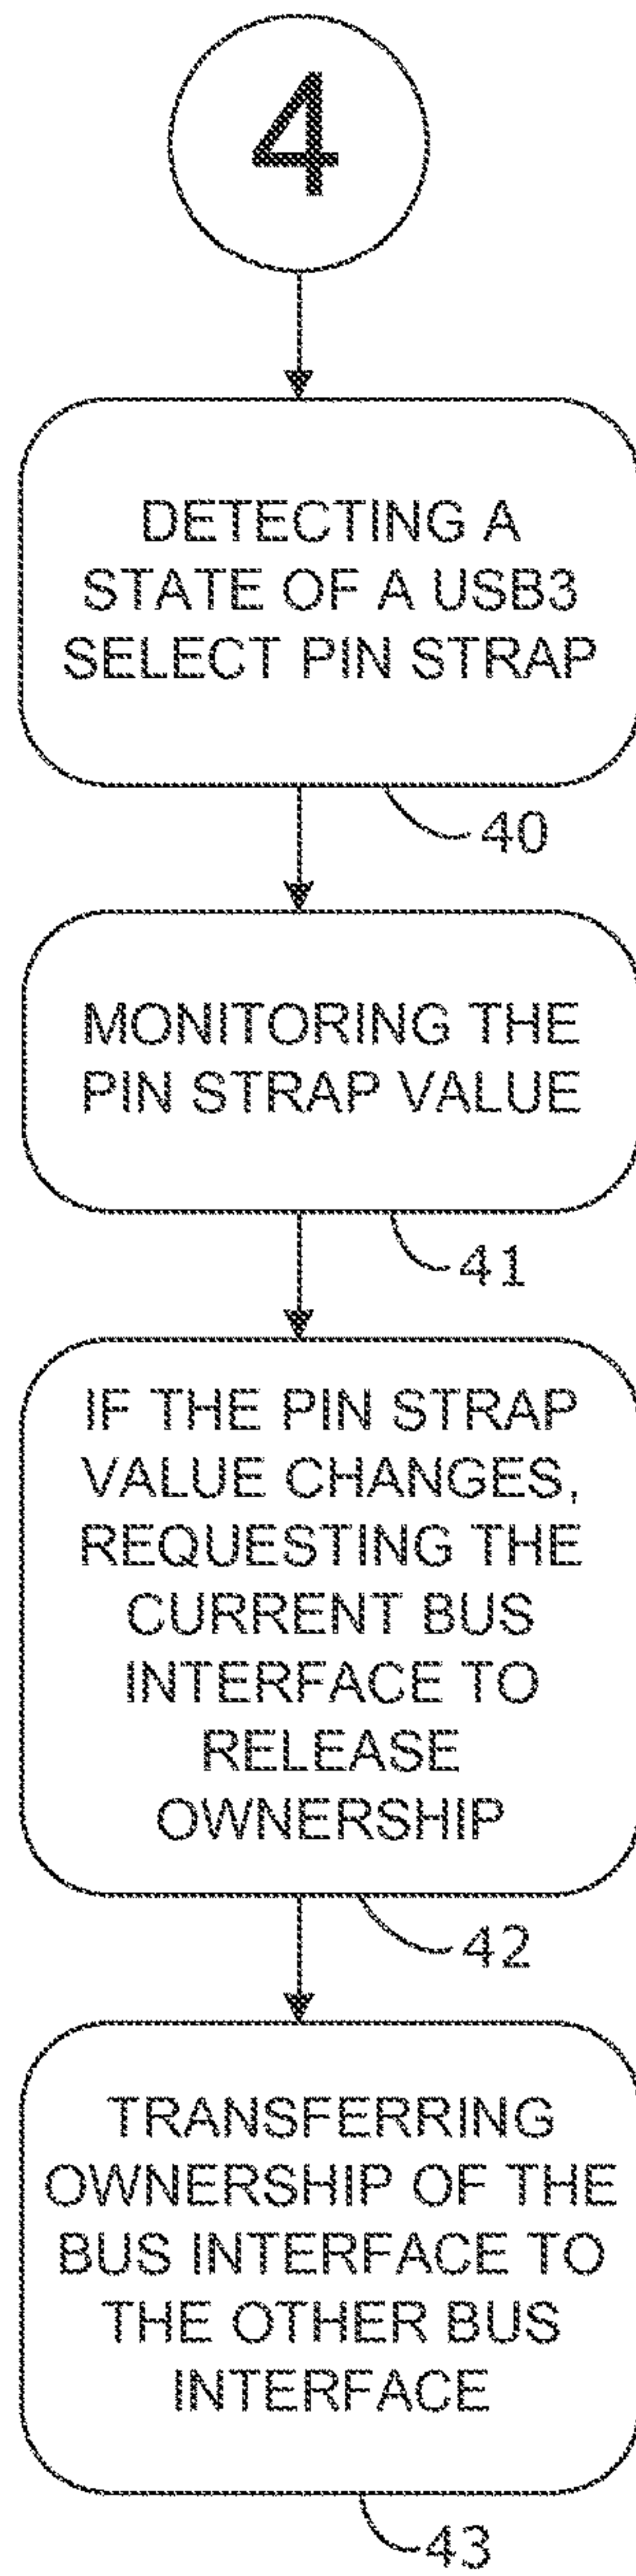 4
DETECTING A
STATE OF A USB3
SELECT PIN STRAP
40
MONITORING THE
PIN STRAP VALUE
41
IF THE PIN STRAP
VALUE CHANGES,
REQUESTING THE
CURRENT BUS
INTERFACE TO
RELEASE
OWNERSHIP
42
TRANSFERRING
OWNERSHIP OF THE
BUS INTERFACE TO
THE OTHER BUS
INTERFACE
43